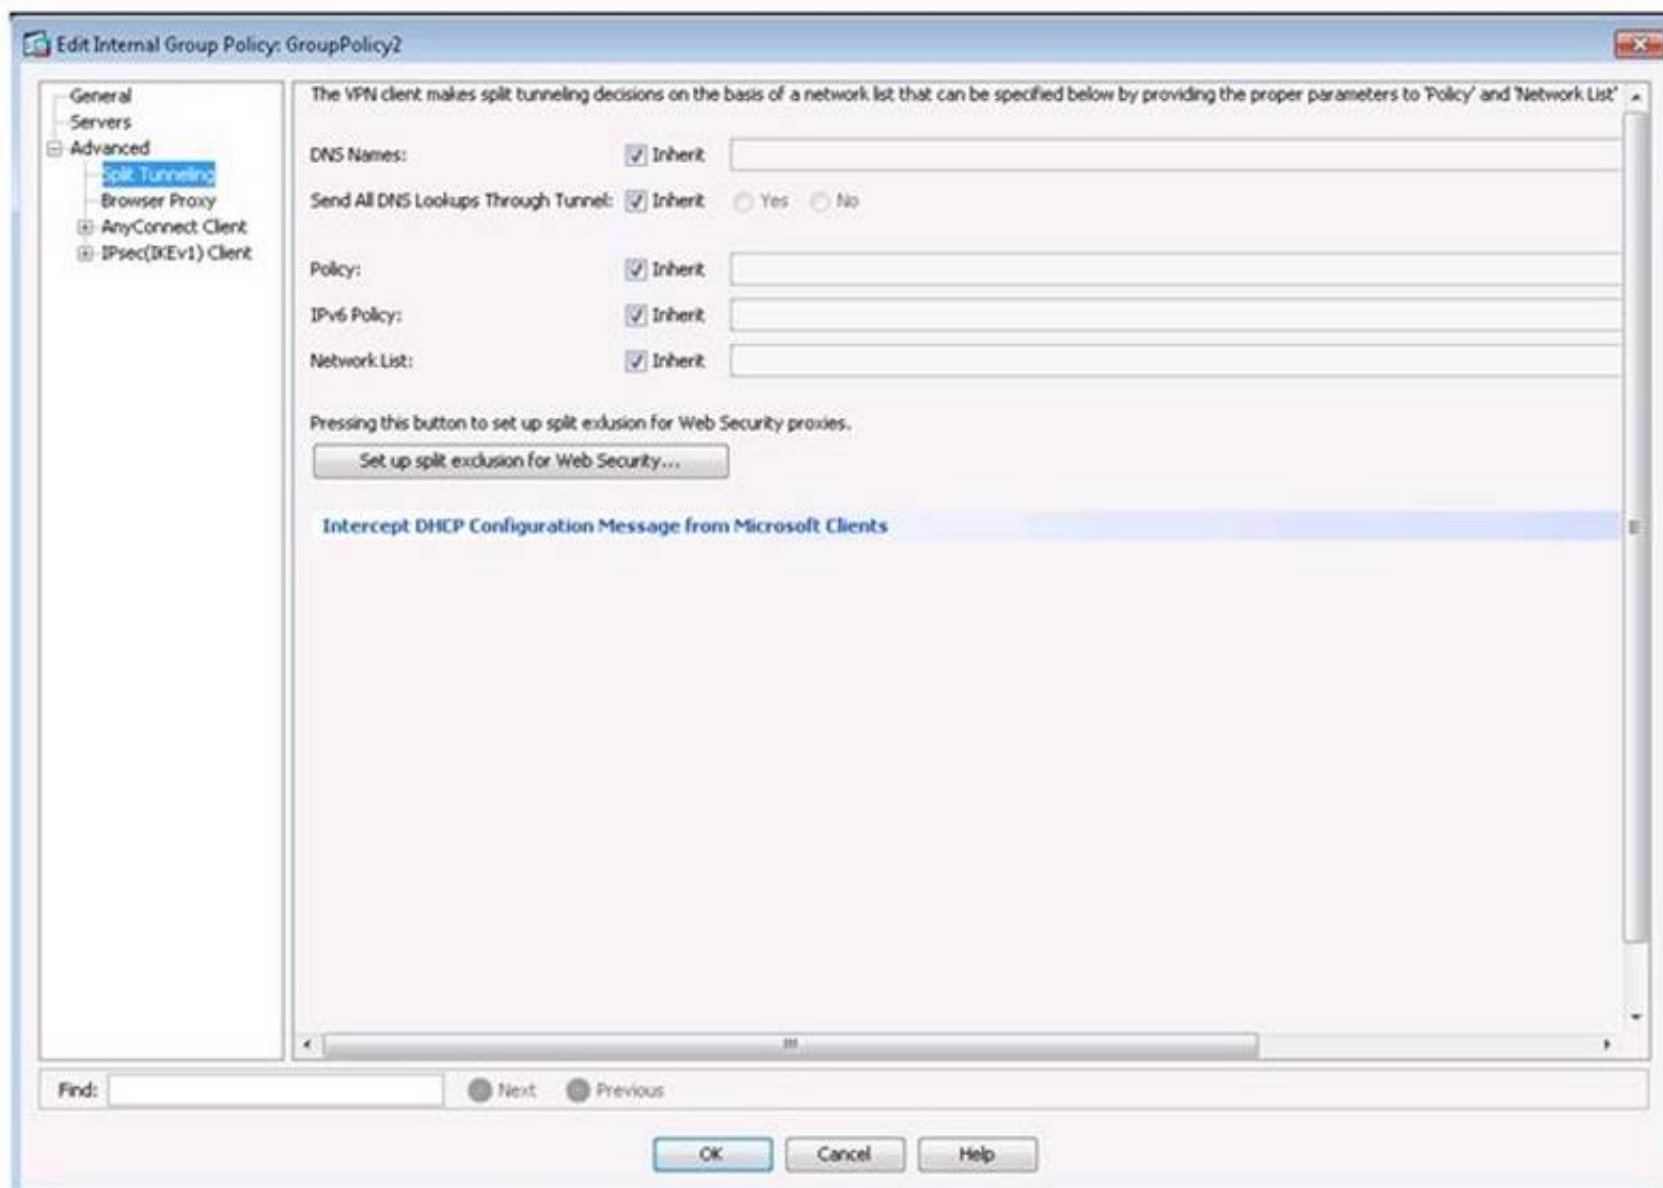 Edit Internal Group Policy: GroupPolicy2
General
Servers
Advanced
Split Tunneling
Browser Proxy
AnyConnect Client
IPsec(IKEv1) Client
The VPN client makes split tunneling decisions on the basis of a network list that can be specified below by providing the proper parameters to 'Policy' and 'Network List'
DNS Names: Inherit
Send All DNS Lookups Through Tunnel: Inherit Yes No
Policy: Inherit
IPv6 Policy: Inherit
Network List: Inherit
Pressing this button to set up split exlusion for Web Security proxies.
Set up split exclusion for Web Security...
Intercept DHCP Configuration Message from Microsoft Clients
Find: Next Previous
OK Cancel Help